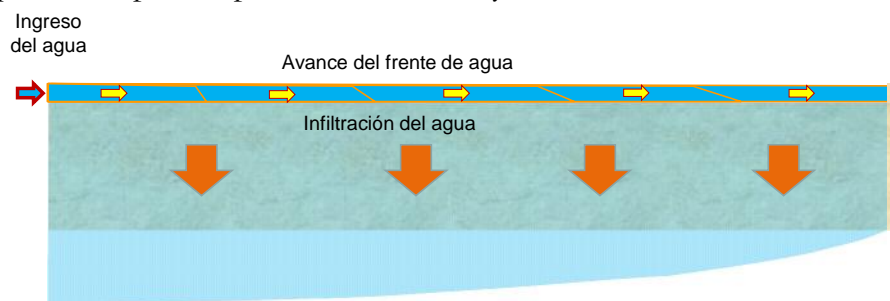 Ingreso
del agua
Avance del frente de agua
Infiltración del agua